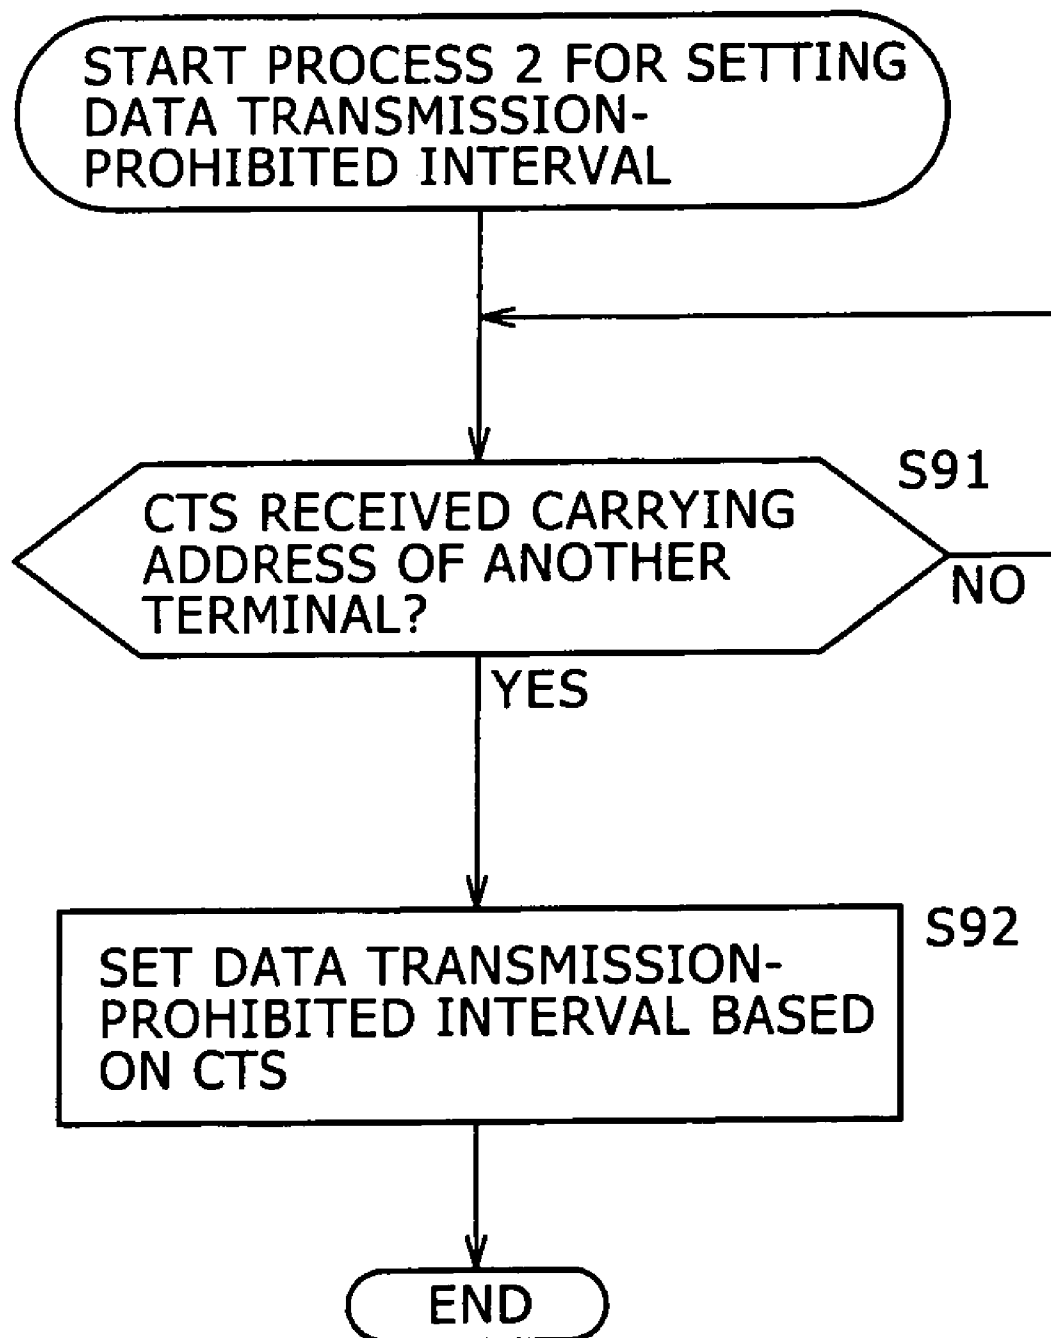 START PROCESS 2 FOR SETTING
DATA TRANSMISSION-
PROHIBITED INTERVAL
S91
CTS RECEIVED CARRYING
ADDRESS OF ANOTHER
TERMINAL?
NO
YES
S92
SET DATA TRANSMISSION-
PROHIBITED INTERVAL BASED
ON CTS
END